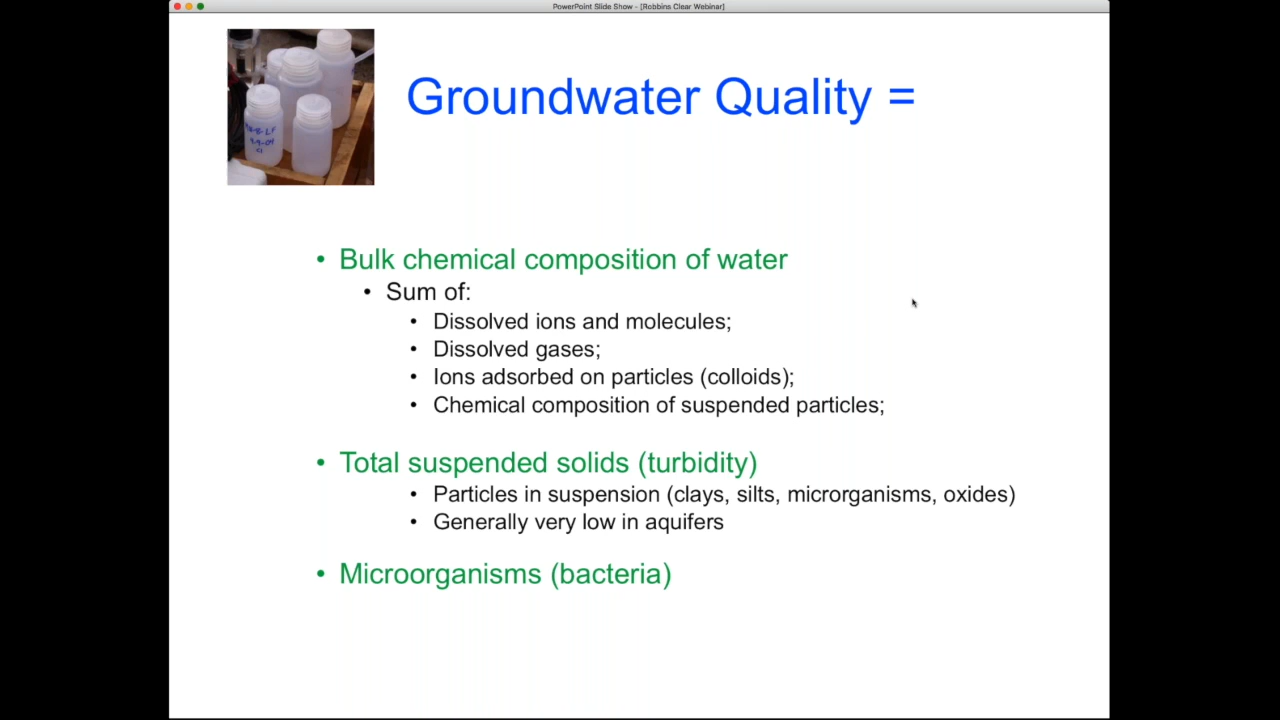 PowerPoint Slide Show - [Robbins Clear Webinar]
Groundwater Quality =
• Bulk chemical composition of water
• Sum of:
• Dissolved ions and molecules;
• Dissolved gases;
• Ions adsorbed on particles (colloids);
• Chemical composition of suspended particles;
• Total suspended solids (turbidity)
• Particles in suspension (clays, silts, microrganisms, oxides)
• Generally very low in aquifers
• Microorganisms (bacteria)